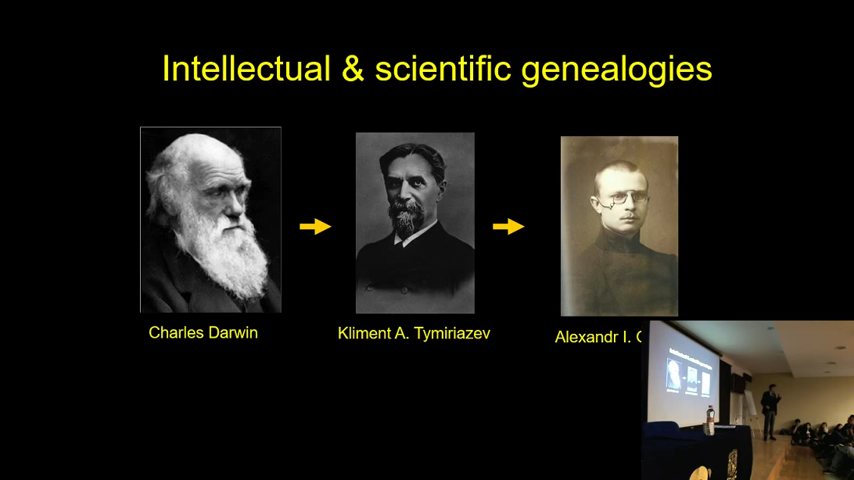 Intellectual & scientific genealogies
Charles Darwin
Kliment A. Tymiriazev
Alexandr I.